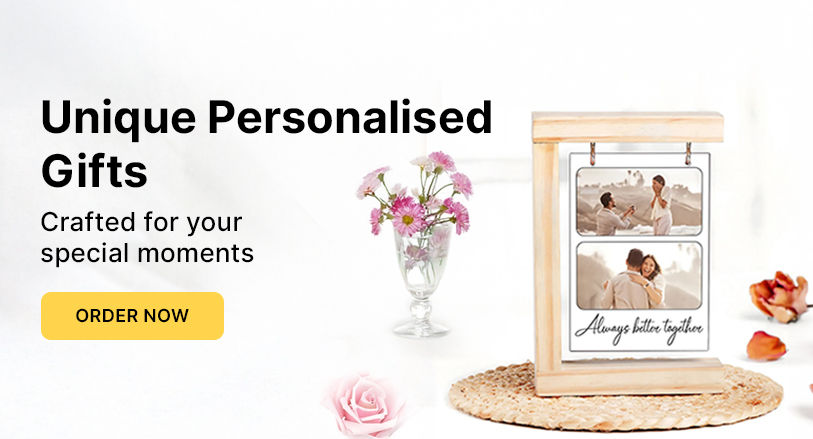 Unique Personalised
Gifts
Crafted for your
special moments
ORDER NOW
Always better together